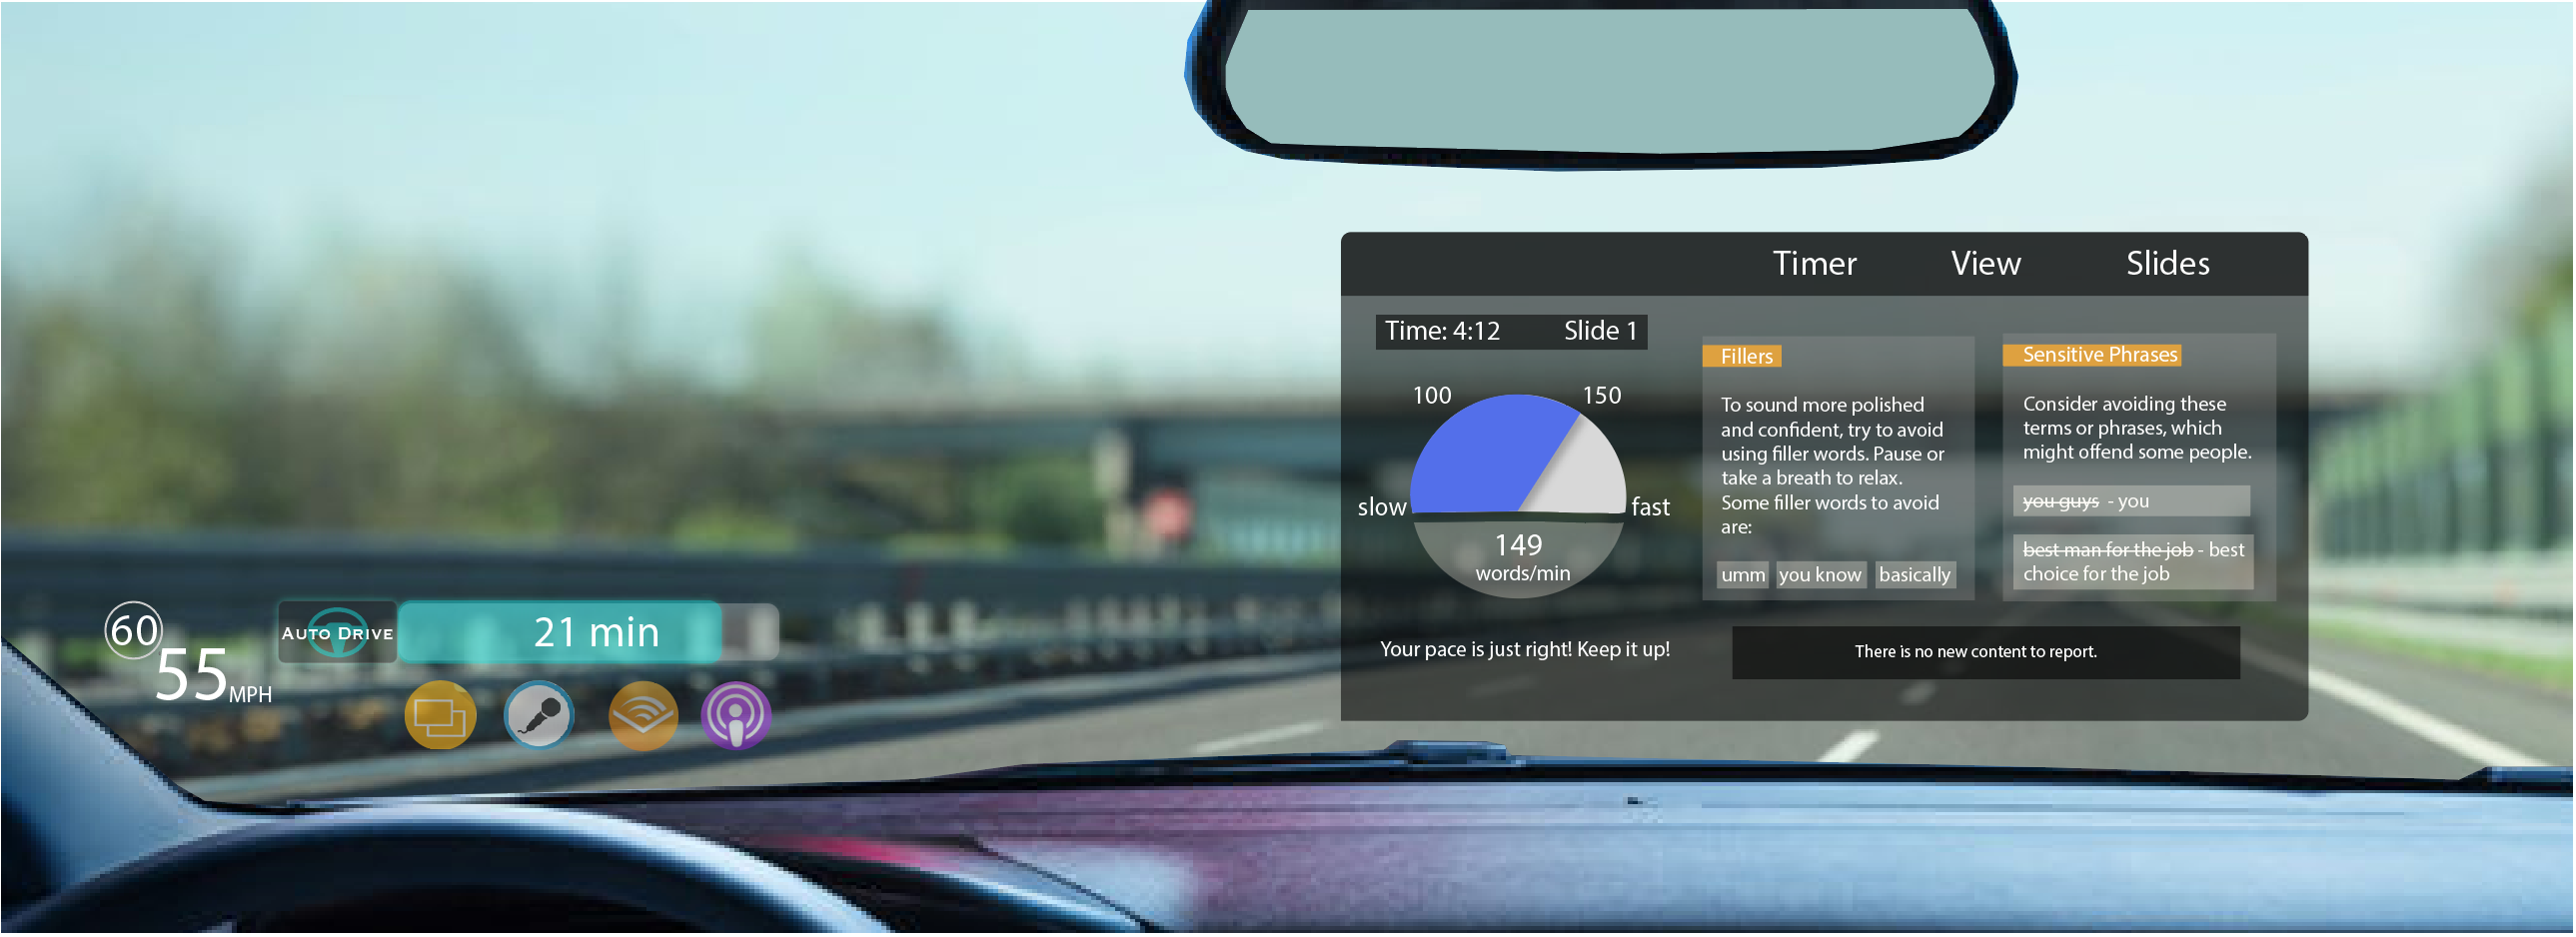 Timer View Slides
Time: 4:12 Slide 1
100 150
slow fast
149
words/min
Your pace is just right! Keep it up!
Fillers
To sound more polished
and confident, try to avoid
using filler words. Pause or
take a breath to relax.
Some filler words to avoid
are:
umm you know basically
Sensitive Phrases
Consider avoiding these
terms or phrases, which
might offend some people.
you guys - you
best man for the job - best
choice for the job
There is no new content to report.
60
55 MPH
AUTO DRIVE
21 min